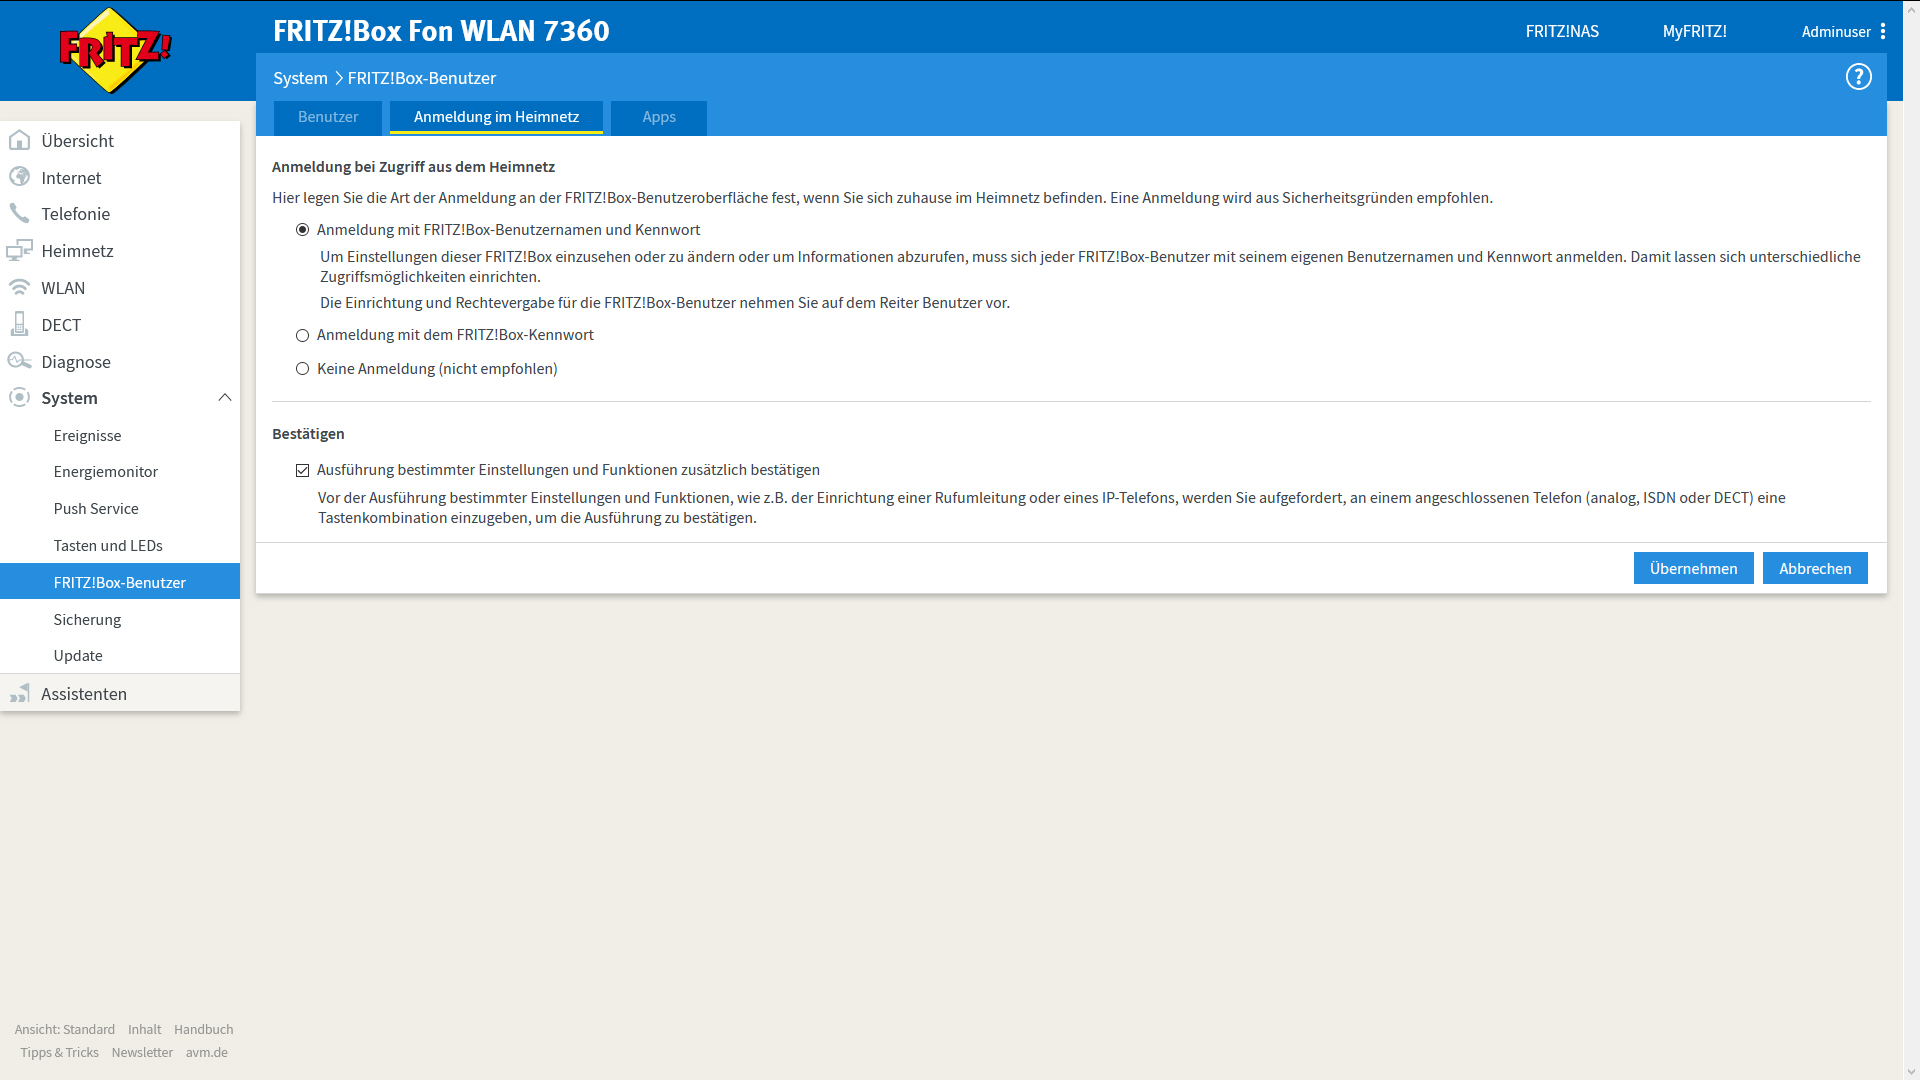 FRITZ!
FRITZ!Box Fon WLAN 7360
FRITZ!NAS
MyFRITZ!
Adminuser
System
FRITZ!Box-Benutzer
?
Benutzer
Anmeldung im Heimnetz
Apps
Übersicht
Internet
Telefonie
Heimnetz
WLAN
DECT
Diagnose
System
Ereignisse
Energiemonitor
Push Service
Tasten und LEDs
FRITZ!Box-Benutzer
Sicherung
Update
Assistenten
Anmeldung bei Zugriff aus dem Heimnetz
Hier legen Sie die Art der Anmeldung an der FRITZ!Box-Benutzeroberfläche fest, wenn Sie sich zuhause im Heimnetz befinden. Eine Anmeldung wird aus Sicherheitsgründen empfohlen.
Anmeldung mit FRITZ!Box-Benutzernamen und Kennwort
Um Einstellungen dieser FRITZ!Box einzusehen oder zu ändern oder um Informationen abzurufen, muss sich jeder FRITZ!Box-Benutzer mit seinem eigenen Benutzernamen und Kennwort anmelden. Damit lassen sich unterschiedliche
Zugriffsmöglichkeiten einrichten.
Die Einrichtung und Rechtevergabe für die FRITZ!Box-Benutzer nehmen Sie auf dem Reiter Benutzer vor.
Anmeldung mit dem FRITZ!Box-Kennwort
Keine Anmeldung (nicht empfohlen)
Bestätigen
Ausführung bestimmter Einstellungen und Funktionen zusätzlich bestätigen
Vor der Ausführung bestimmter Einstellungen und Funktionen, wie z.B. der Einrichtung einer Rufumleitung oder eines IP-Telefons, werden Sie aufgefordert, an einem angeschlossenen Telefon (analog, ISDN oder DECT) eine
Tastenkombination einzugeben, um die Ausführung zu bestätigen.
Übernehmen
Abbrechen
Ansicht: Standard Inhalt Handbuch
Tipps & Tricks Newsletter avm.de